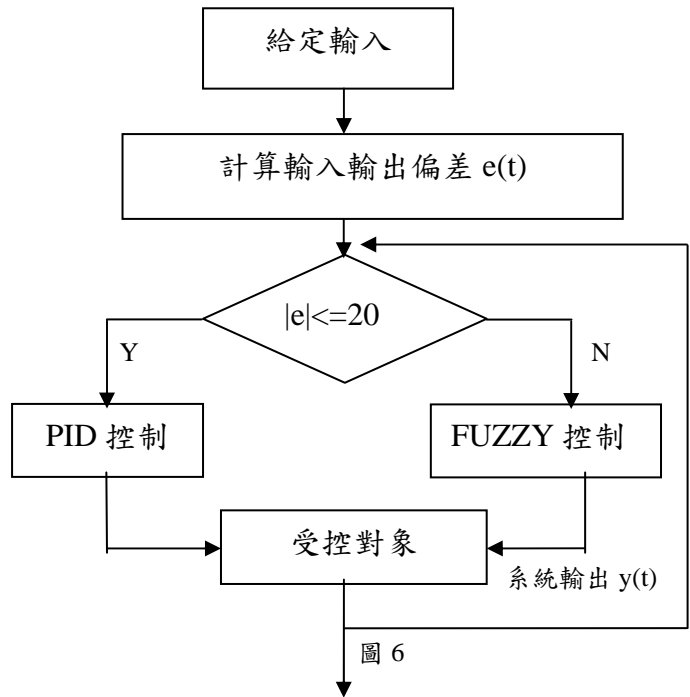 給定輸入
計算輸入輸出偏差 e(t)
|e|<=20
Y
N
PID 控制
FUZZY 控制
受控對象
系統輸出 y(t)
圖 6